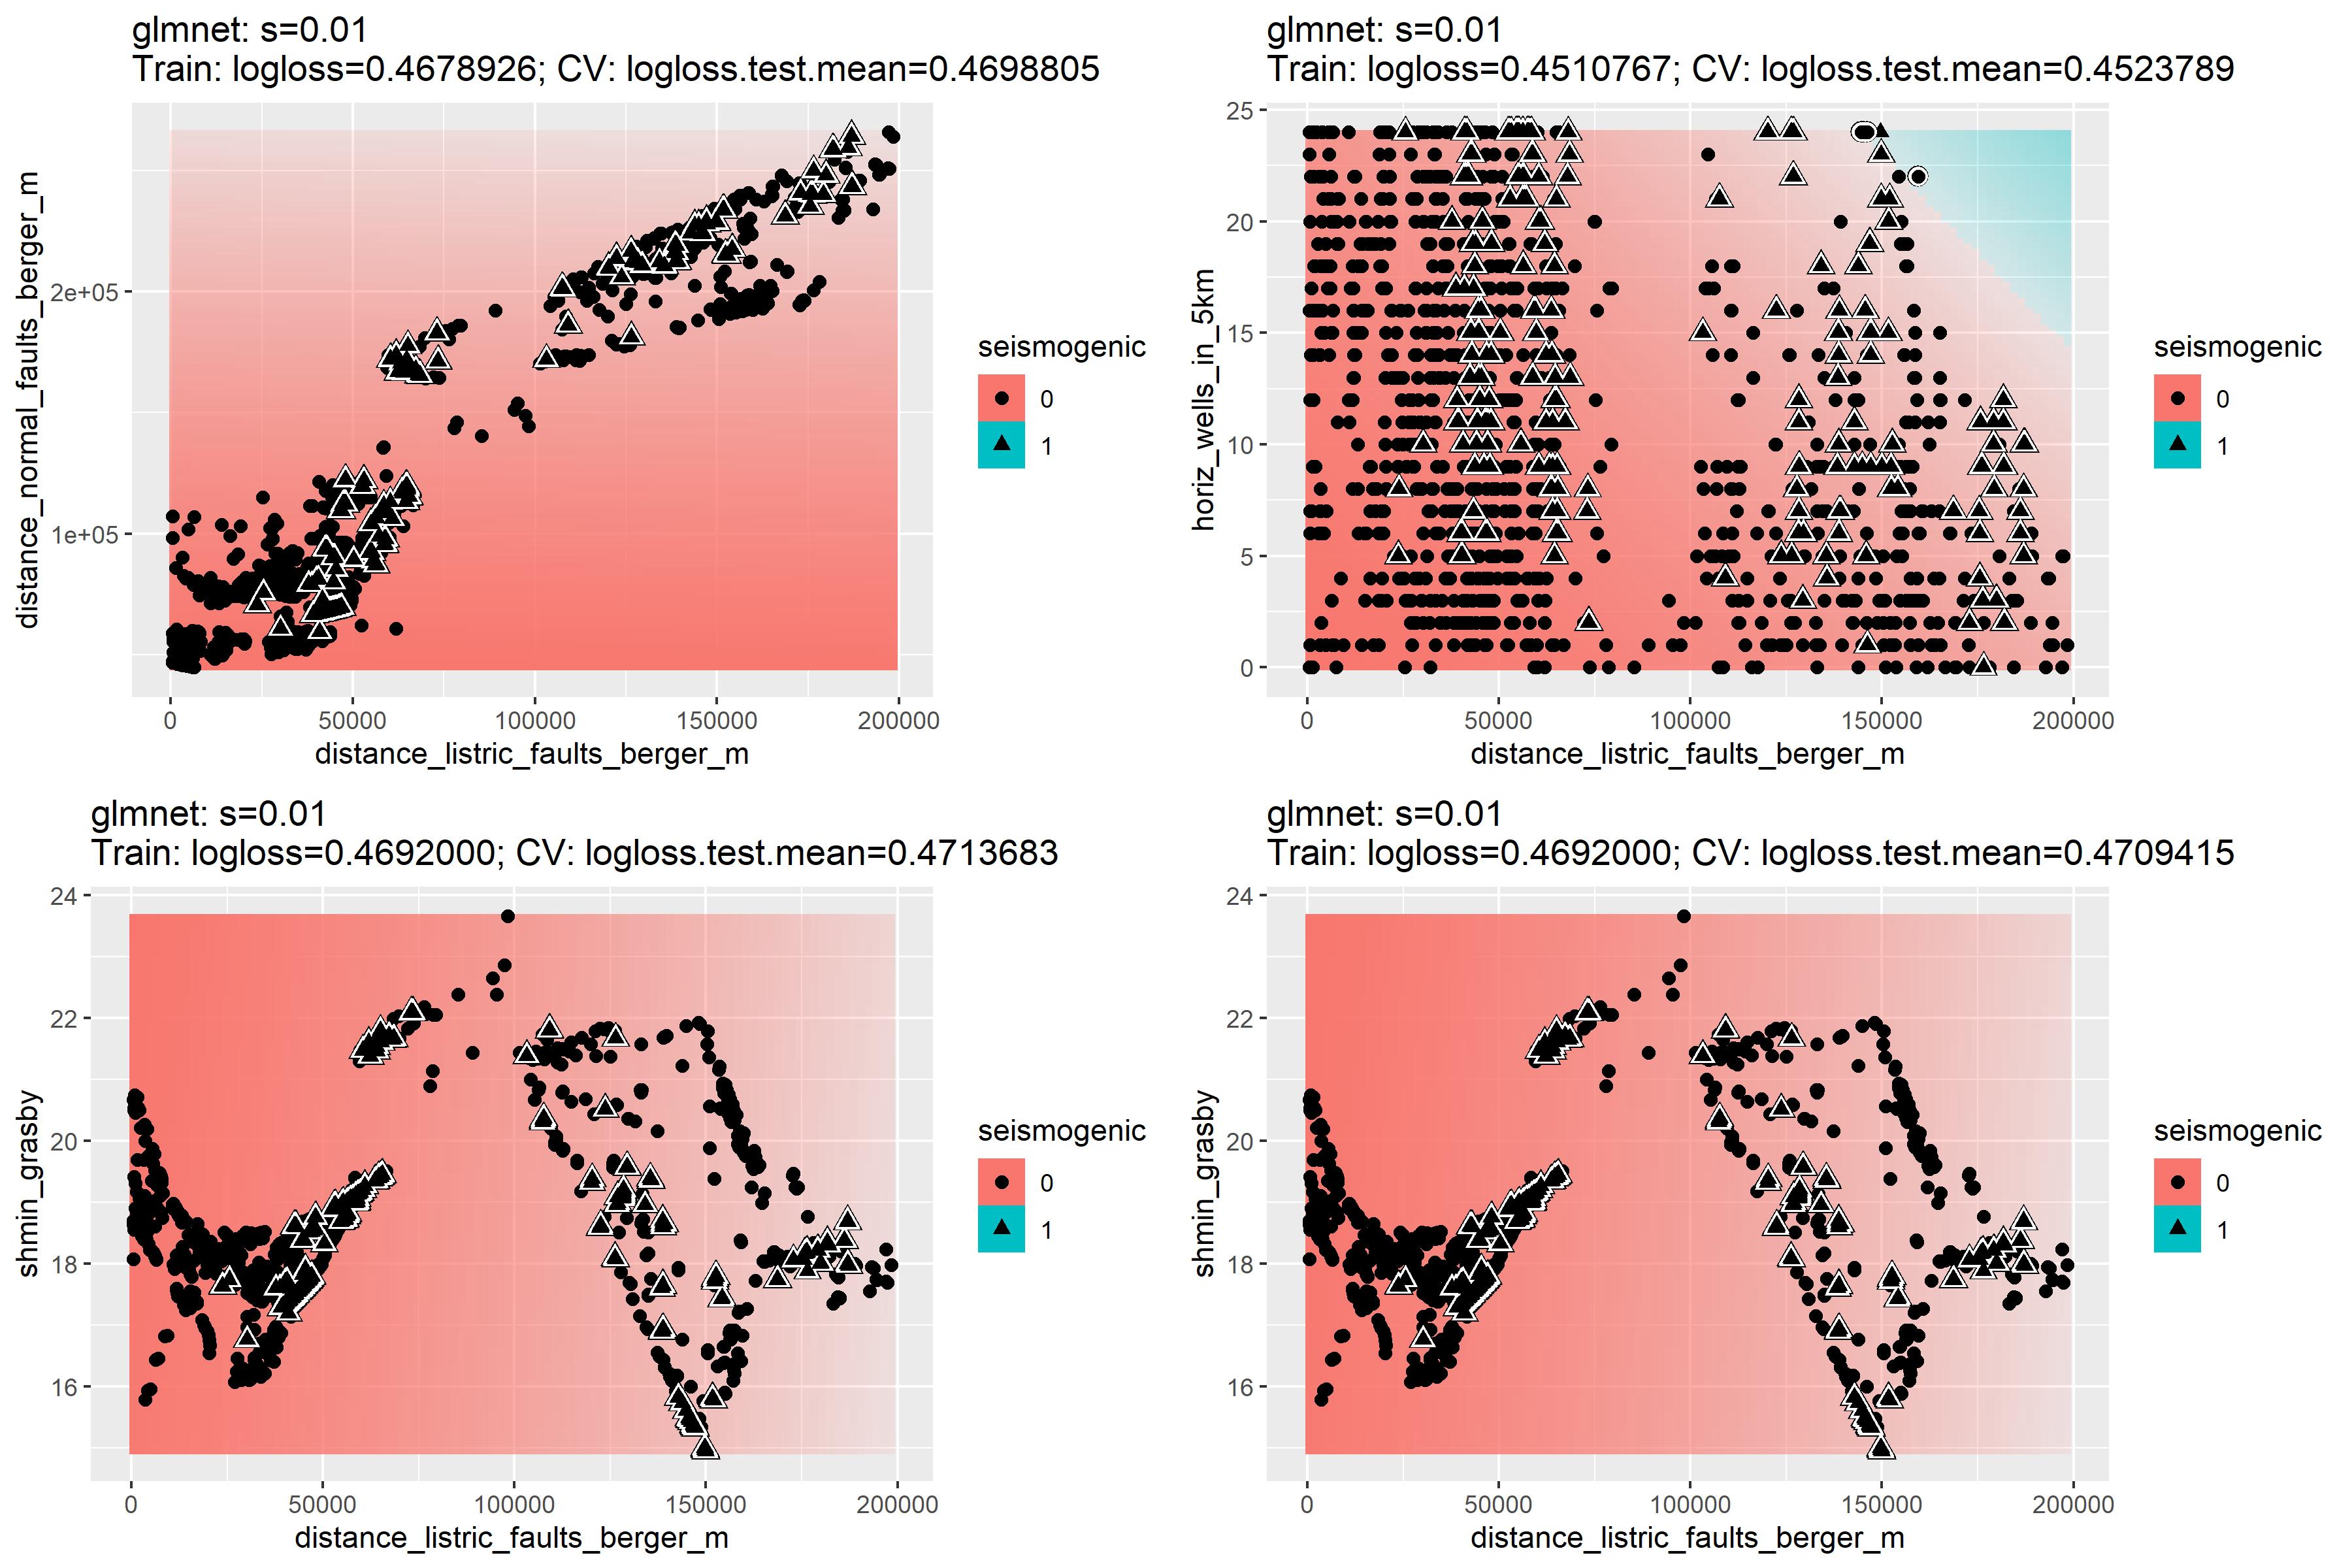 glmnet: s=0.01
Train: logloss=0.4678926; CV: logloss.test.mean=0.4698805
distance_normal_faults_berger_m
2e+05
1e+05
0
50000
100000
150000
200000
distance_listric_faults_berger_m
seismogenic
0
1
glmnet: s=0.01
Train: logloss=0.4510767; CV: logloss.test.mean=0.4523789
horiz_wells_in_5km
25
20
15
10
5
0
0
50000
100000
150000
200000
distance_listric_faults_berger_m
seismogenic
0
1
glmnet: s=0.01
Train: logloss=0.4692000; CV: logloss.test.mean=0.4713683
shmin_grasby
24
22
20
18
16
0
50000
100000
150000
200000
distance_listric_faults_berger_m
seismogenic
0
1
glmnet: s=0.01
Train: logloss=0.4692000; CV: logloss.test.mean=0.4709415
shmin_grasby
24
22
20
18
16
0
50000
100000
150000
200000
distance_listric_faults_berger_m
seismogenic
0
1